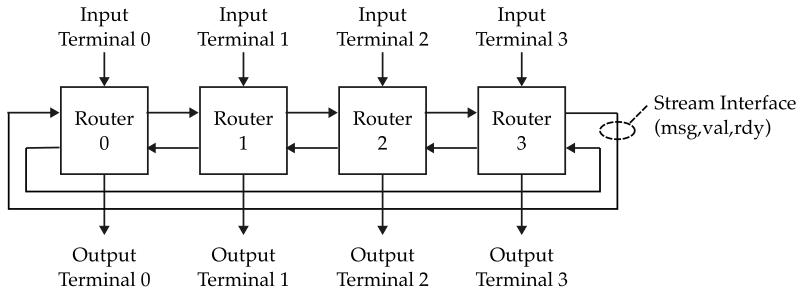 Input
Terminal 0
Input
Terminal 1
Input
Terminal 2
Input
Terminal 3
Router
0
Router
1
Router
2
Router
3
Stream Interface
(msg,val,rdy)
Output
Terminal 0
Output
Terminal 1
Output
Terminal 2
Output
Terminal 3